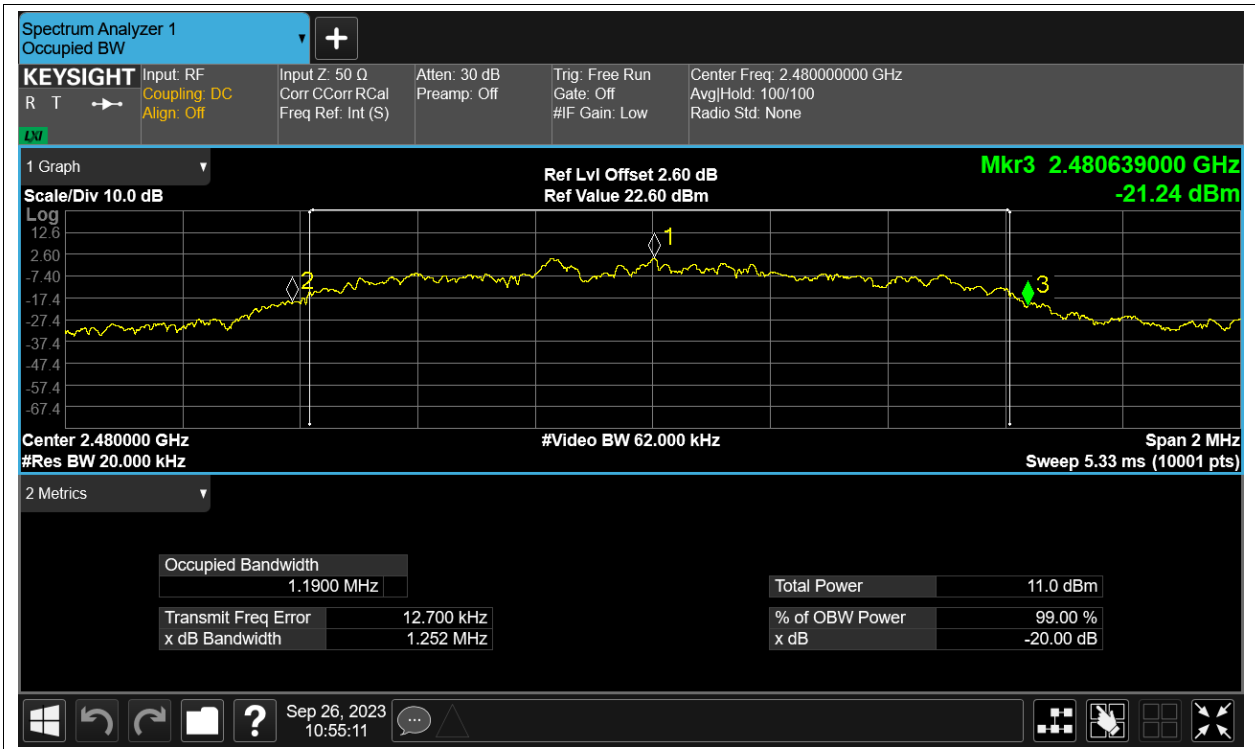 Spectrum Analyzer 1
Occupied BW
KEYSIGHT
R T
LXI
Input: RF
Coupling: DC
Align: Off
Input Z: 50 Ω
Corr CCorr RCal
Freq Ref: Int (S)
Atten: 30 dB
Preamp: Off
Trig: Free Run
Gate: Off
#IF Gain: Low
Center Freq: 2.480000000 GHz
Avg|Hold: 100/100
Radio Std: None
1 Graph
Scale/Div 10.0 dB
Ref Lvl Offset 2.60 dB
Ref Value 22.60 dBm
Mkr3 2.480639000 GHz
-21.24 dBm
Log
12.6
2.60
-7.40
-17.4
-27.4
-37.4
-47.4
-57.4
-67.4
1
2
3
Center 2.480000 GHz
#Res BW 20.000 kHz
#Video BW 62.000 kHz
Span 2 MHz
Sweep 5.33 ms (10001 pts)
2 Metrics
Occupied Bandwidth
1.1900 MHz
Transmit Freq Error 12.700 kHz
x dB Bandwidth 1.252 MHz
Total Power 11.0 dBm
% of OBW Power 99.00 %
x dB -20.00 dB
?
Sep 26, 2023
10:55:11